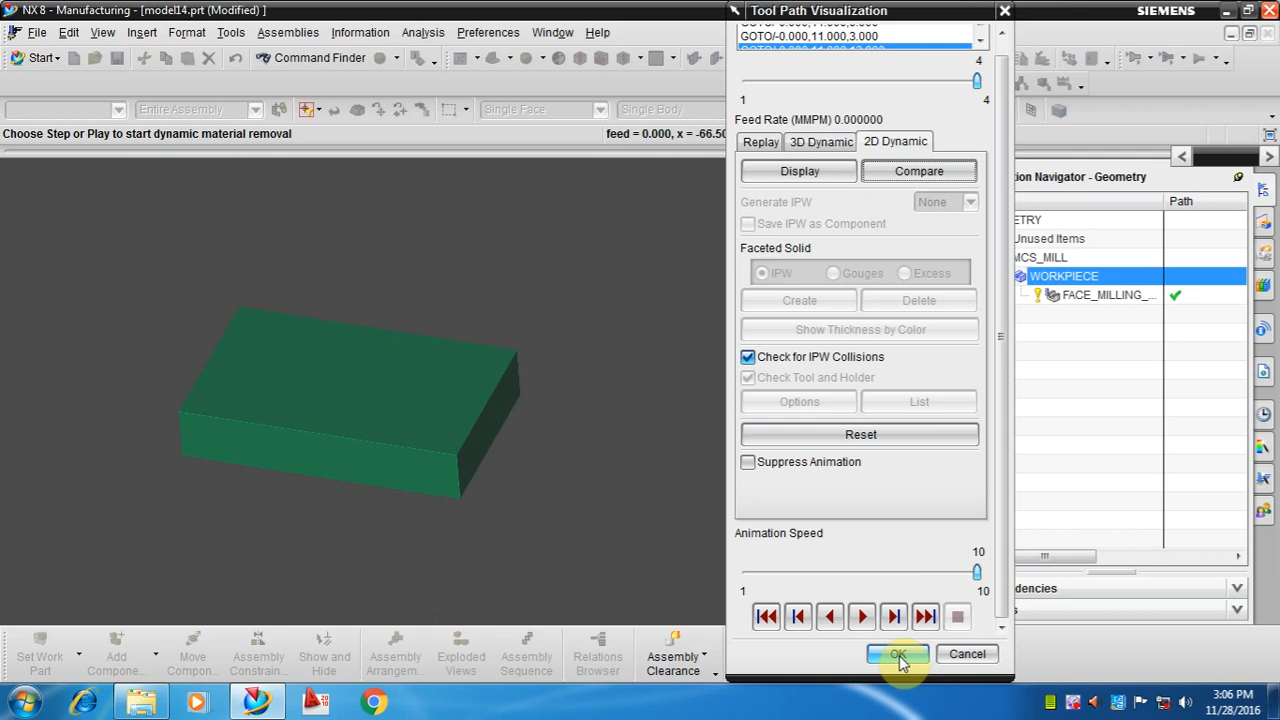 NX 8 - Manufacturing - [model14.prt (Modified) ]
SIEMENS
File Edit View Insert Format Tools Assemblies Information Analysis Preferences Window Help
Start Command Finder
Entire Assembly Single Face Single Body
Choose Step or Play to start dynamic material removal
feed = 0.000, x = -66.50
Tool Path Visualization
GOTO/-0.000,11.000,3.000
4
1 4
Feed Rate (MMPM) 0.000000
Replay 3D Dynamic 2D Dynamic
Display Compare
Generate IPW None
Save IPW as Component
Faceted Solid
IPW Gouges Excess
Create Delete
Show Thickness by Color
Check for IPW Collisions
Check Tool and Holder
Options List
Reset
Suppress Animation
Animation Speed
10
1 10
OK Cancel
ion Navigator - Geometry
Path
ETRY
Unused Items
MCS_MILL
WORKPIECE
FACE_MILLING_...
dencies
s
Set Work Part
Add Compone...
Move Compon...
Assembly Constrain...
Show and Hide
Assembly Arrangem...
Exploded Views
Assembly Sequence
Relations Browser
Assembly Clearance
3:06 PM
11/28/2016